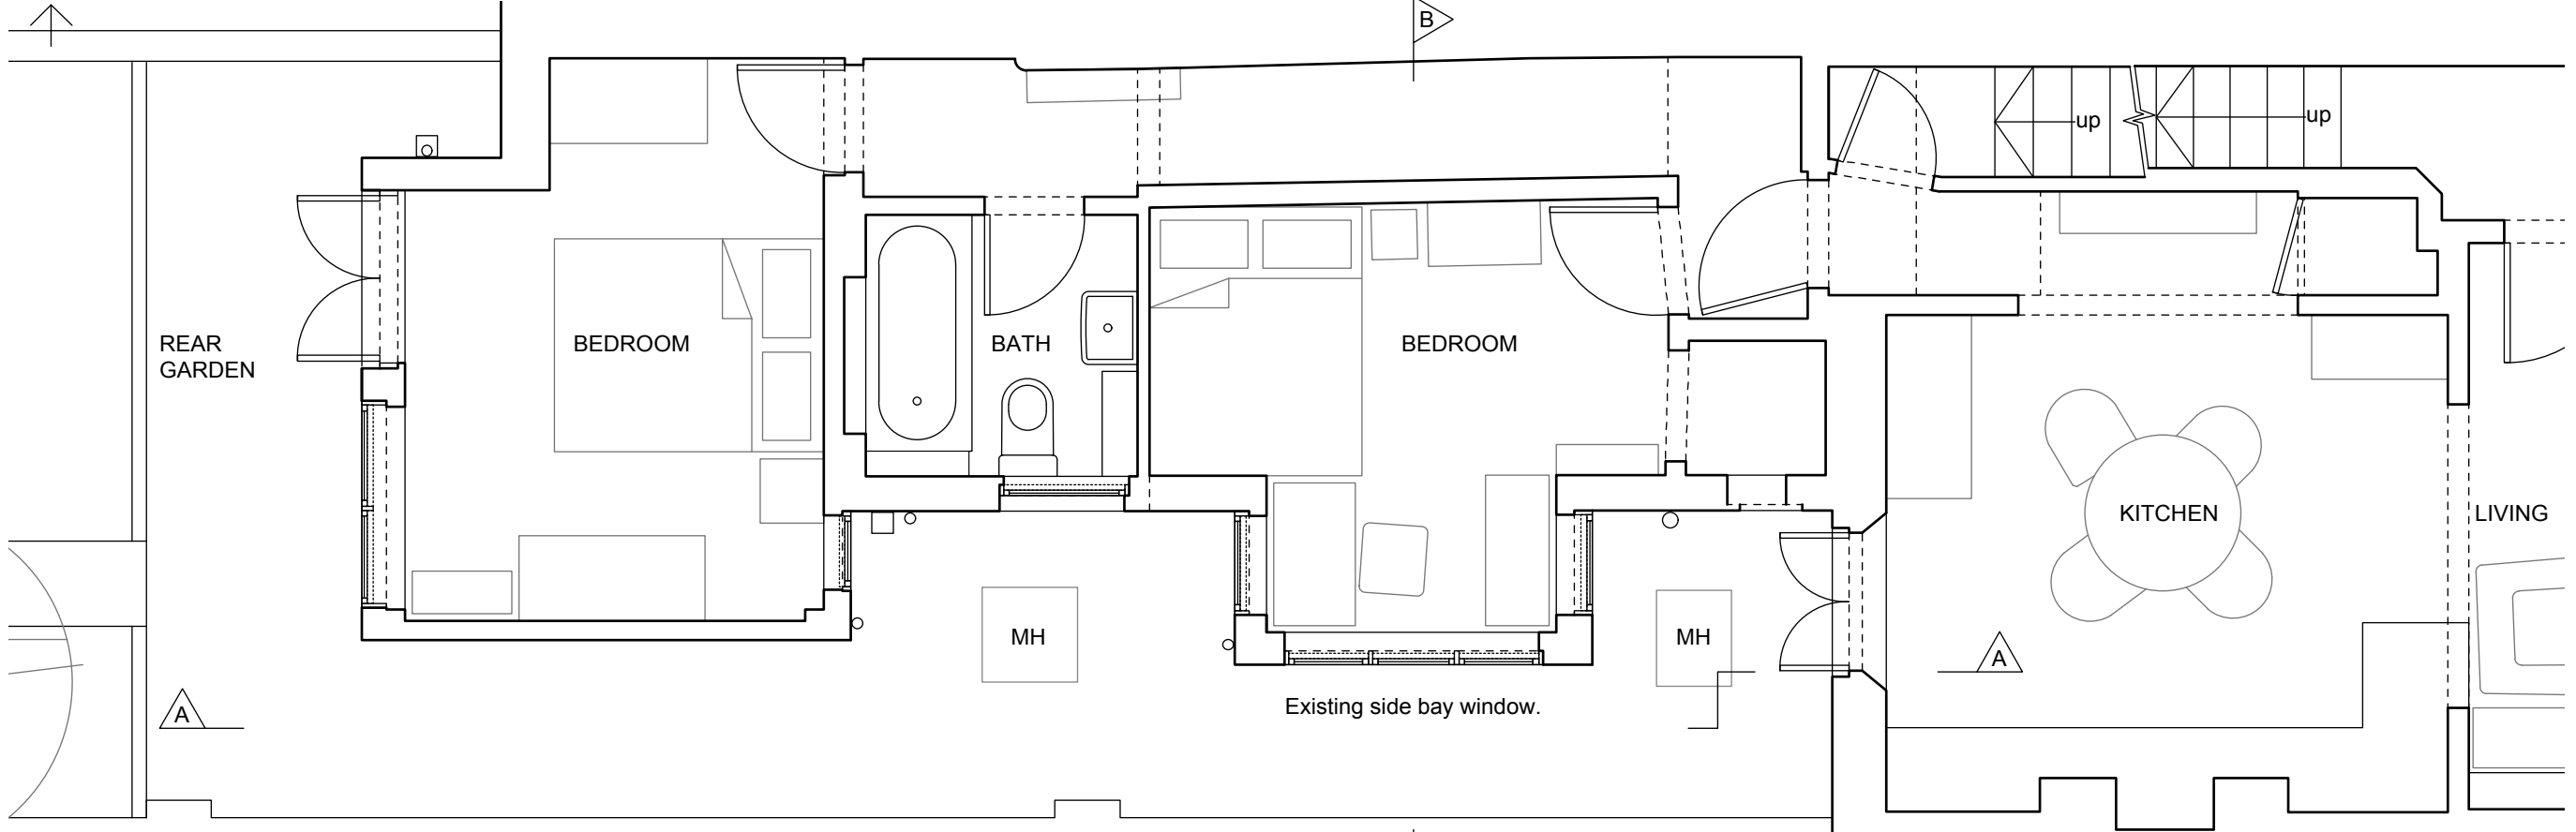 B
up
up
REAR
GARDEN
BEDROOM
BATH
BEDROOM
KITCHEN
LIVING
MH
MH
A
A
Existing side bay window.